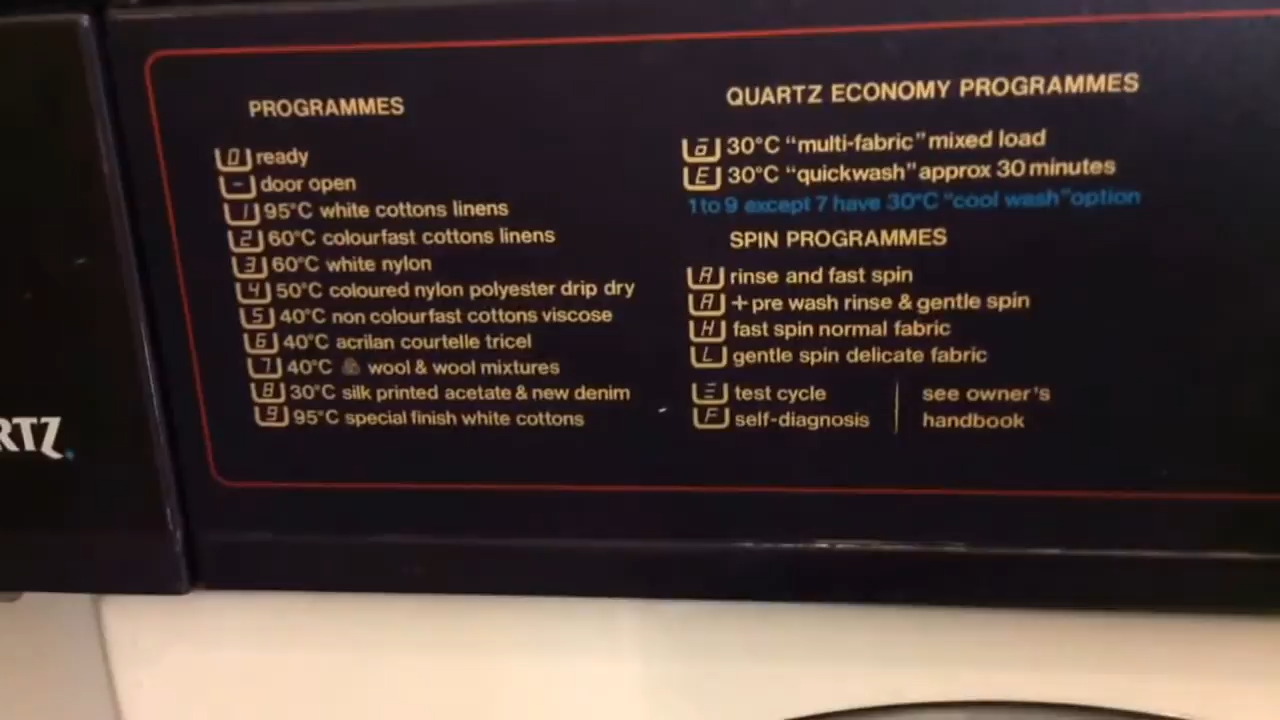 RTZ
PROGRAMMES
0 ready
- door open
1 95°C white cottons linens
2 60°C colourfast cottons linens
3 60°C white nylon
4 50°C coloured nylon polyester drip dry
5 40°C non colourfast cottons viscose
6 40°C acrilan courtelle tricel
7 40°C wool & wool mixtures
8 30°C silk printed acetate & new denim
9 95°C special finish white cottons
QUARTZ ECONOMY PROGRAMMES
ō 30°C "multi-fabric" mixed load
E 30°C "quickwash" approx 30 minutes
1 to 9 except 7 have 30°C "cool wash" option
SPIN PROGRAMMES
A rinse and fast spin
A + pre wash rinse & gentle spin
H fast spin normal fabric
L gentle spin delicate fabric
Ξ test cycle
F self-diagnosis
see owner's
handbook